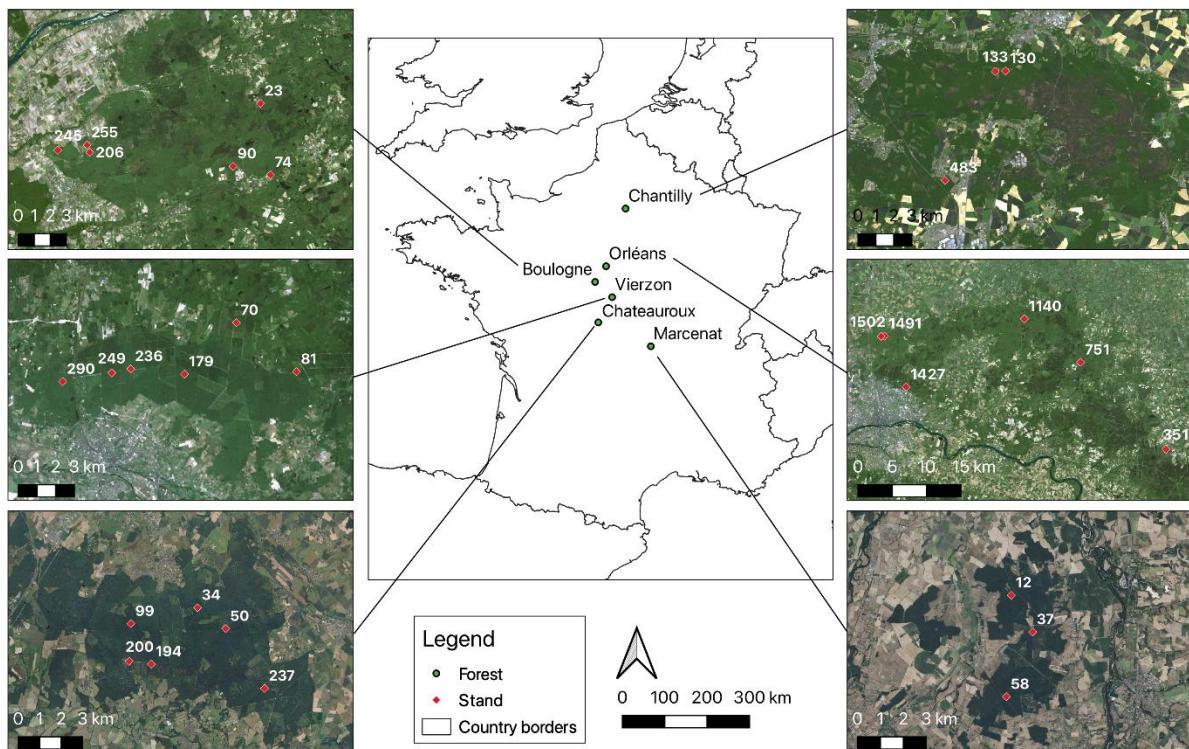 23
245
255
206
90
74
0 1 2 3 km
70
249
236
179
81
290
0 1 2 3 km
34
99
50
200
194
237
0 1 2 3 km
Chantilly
Orléans
Boulogne
Vierzon
Chateauroux
Marcenat
Legend
Forest
Stand
Country borders
0 100 200 300 km
133 130
483
0 1 2 3 km
1140
1502 1491
751
1427
351
0 5 10 15 km
12
37
58
0 1 2 3 km